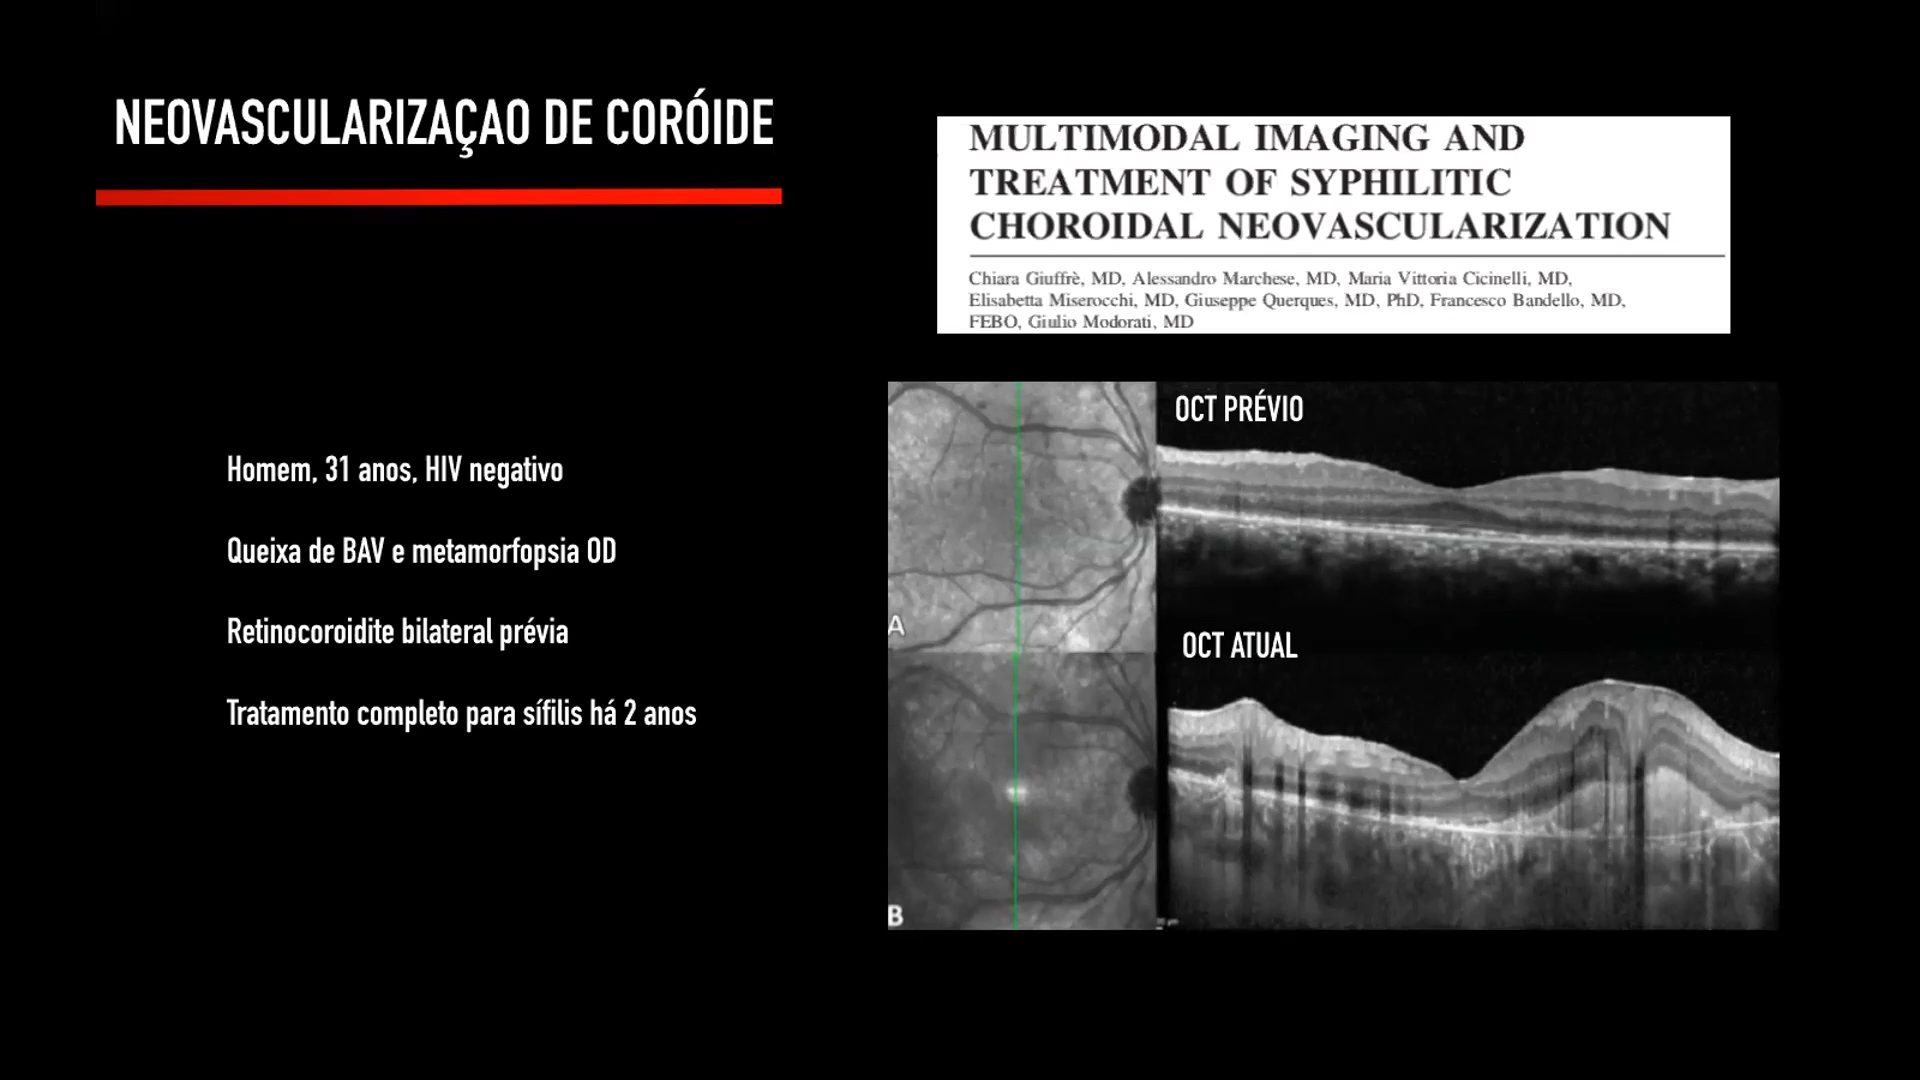 NEOVASCULARIZAÇAO DE CORÓIDE
MULTIMODAL IMAGING AND
TREATMENT OF SYPHILITIC
CHOROIDAL NEOVASCULARIZATION
Chiara Giuffrè, MD, Alessandro Marchese, MD, Maria Vittoria Cicinelli, MD,
Elisabetta Miserocchi, MD, Giuseppe Querques, MD, PhD, Francesco Bandello, MD,
FEBO, Giulio Modorati, MD
Homem, 31 anos, HIV negativo
Queixa de BAV e metamorfopsia OD
Retinocoroidite bilateral prévia
Tratamento completo para sífilis há 2 anos
OCT PRÉVIO
A
OCT ATUAL
B